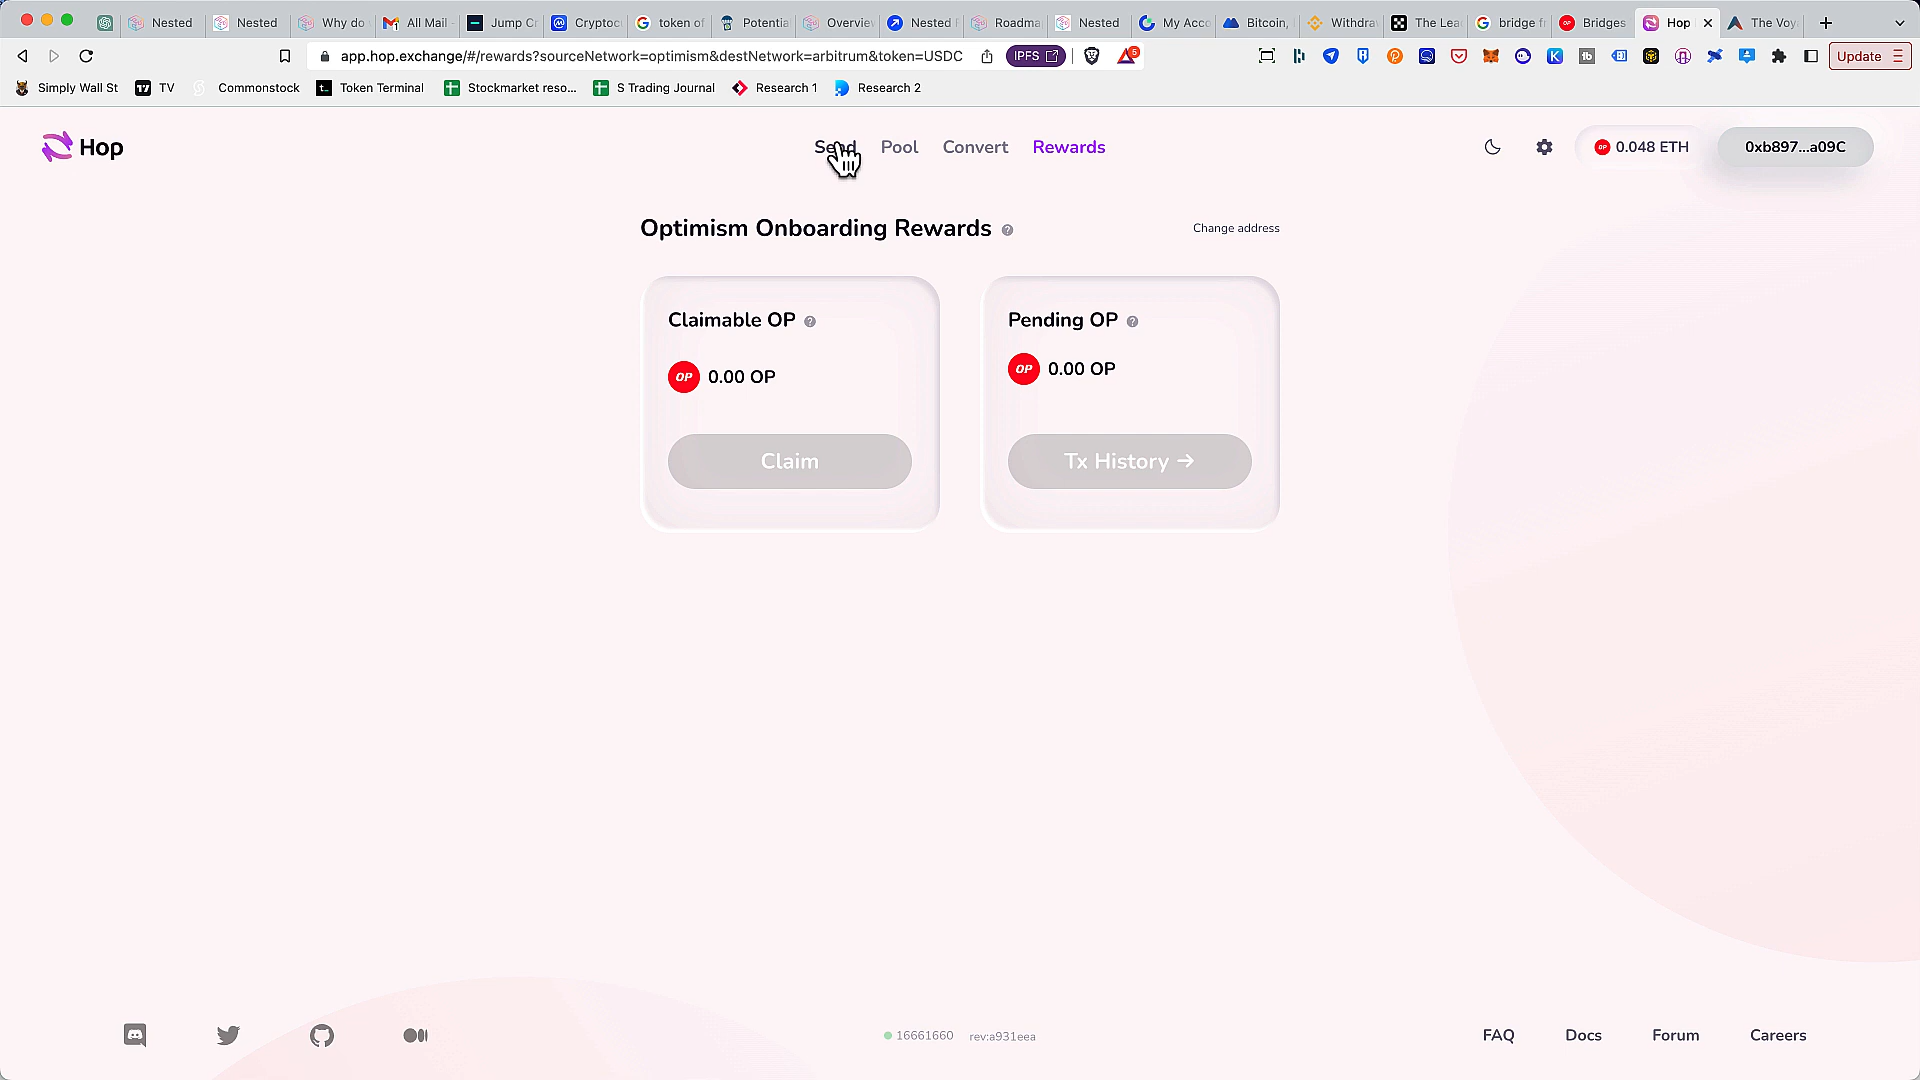 Nested
Nested
Why do
All Mail -
Jump Cr
Cryptoc
token of
Potentia
Overvie
Nested F
Roadma
Nested
My Acco
Bitcoin,
Withdra
The Lea
bridge fr
Bridges
Hop
The Voy
app.hop.exchange/#/rewards?sourceNetwork=optimism&destNetwork=arbitrum&token=USDC
IPFS
6
Update
Simply Wall St
TV
Commonstock
Token Terminal
Stockmarket reso...
S Trading Journal
Research 1
Research 2
Hop
Send
Pool
Convert
Rewards
OP 0.048 ETH
0xb897...a09C
Optimism Onboarding Rewards
Change address
Claimable OP
OP 0.00 OP
Claim
Pending OP
OP 0.00 OP
Tx History →
16661660
rev:a931eea
FAQ
Docs
Forum
Careers